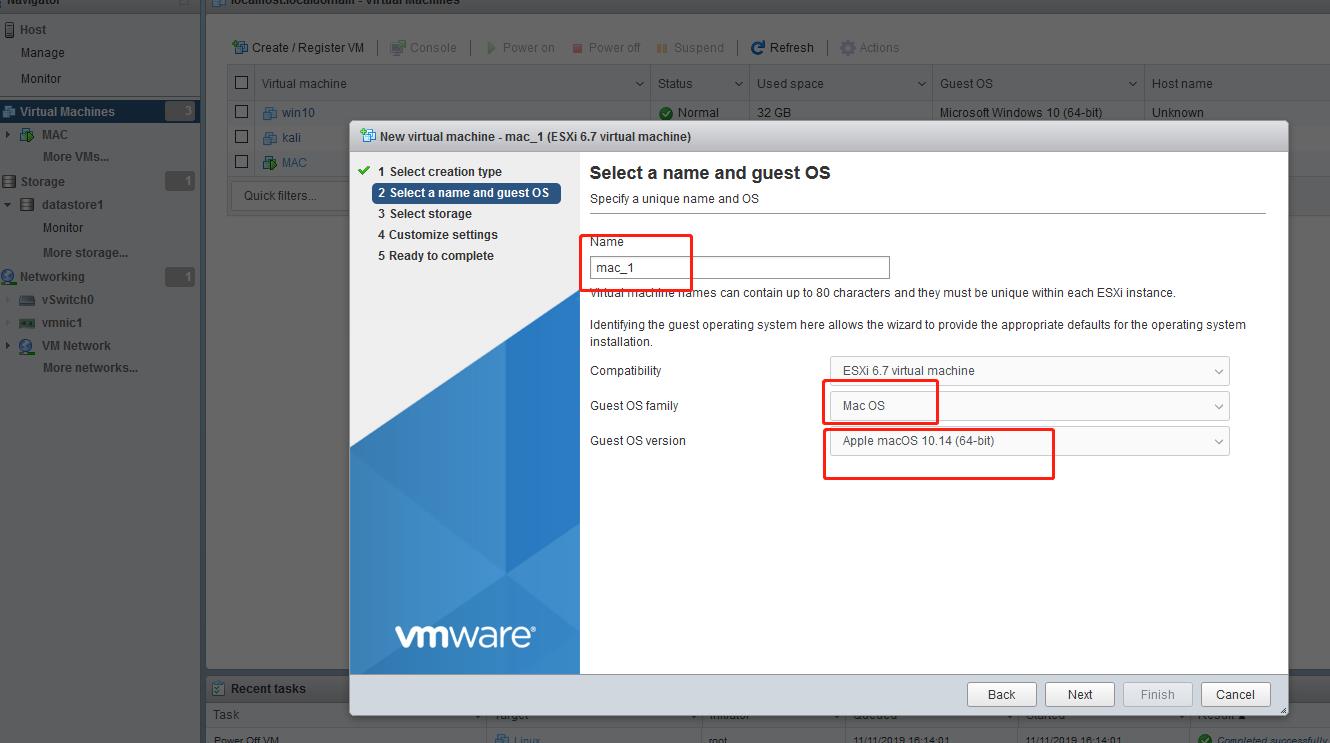 Navigator
localhost.localdomain - Virtual Machines
Host
Manage
Monitor
Virtual Machines 3
MAC
More VMs...
Storage 1
datastore1
Monitor
More storage...
Networking 1
vSwitch0
vmnic1
VM Network
More networks...
Create / Register VM Console Power on Power off Suspend Refresh Actions
Virtual machine Status Used space Guest OS Host name
win10 Normal 32 GB Microsoft Windows 10 (64-bit) Unknown
kali
MAC
Quick filters...
New virtual machine - mac_1 (ESXi 6.7 virtual machine)
1 Select creation type
2 Select a name and guest OS
3 Select storage
4 Customize settings
5 Ready to complete
vmware®
Select a name and guest OS
Specify a unique name and OS
Name
mac_1
Virtual machine names can contain up to 80 characters and they must be unique within each ESXi instance.
Identifying the guest operating system here allows the wizard to provide the appropriate defaults for the operating system
installation.
Compatibility ESXi 6.7 virtual machine
Guest OS family Mac OS
Guest OS version Apple macOS 10.14 (64-bit)
Back Next Finish Cancel
Recent tasks
Task Target Initiator Queued Started Result
Power Off VM Linux root 11/11/2019 16:14:01 11/11/2019 16:14:01 Completed successfully